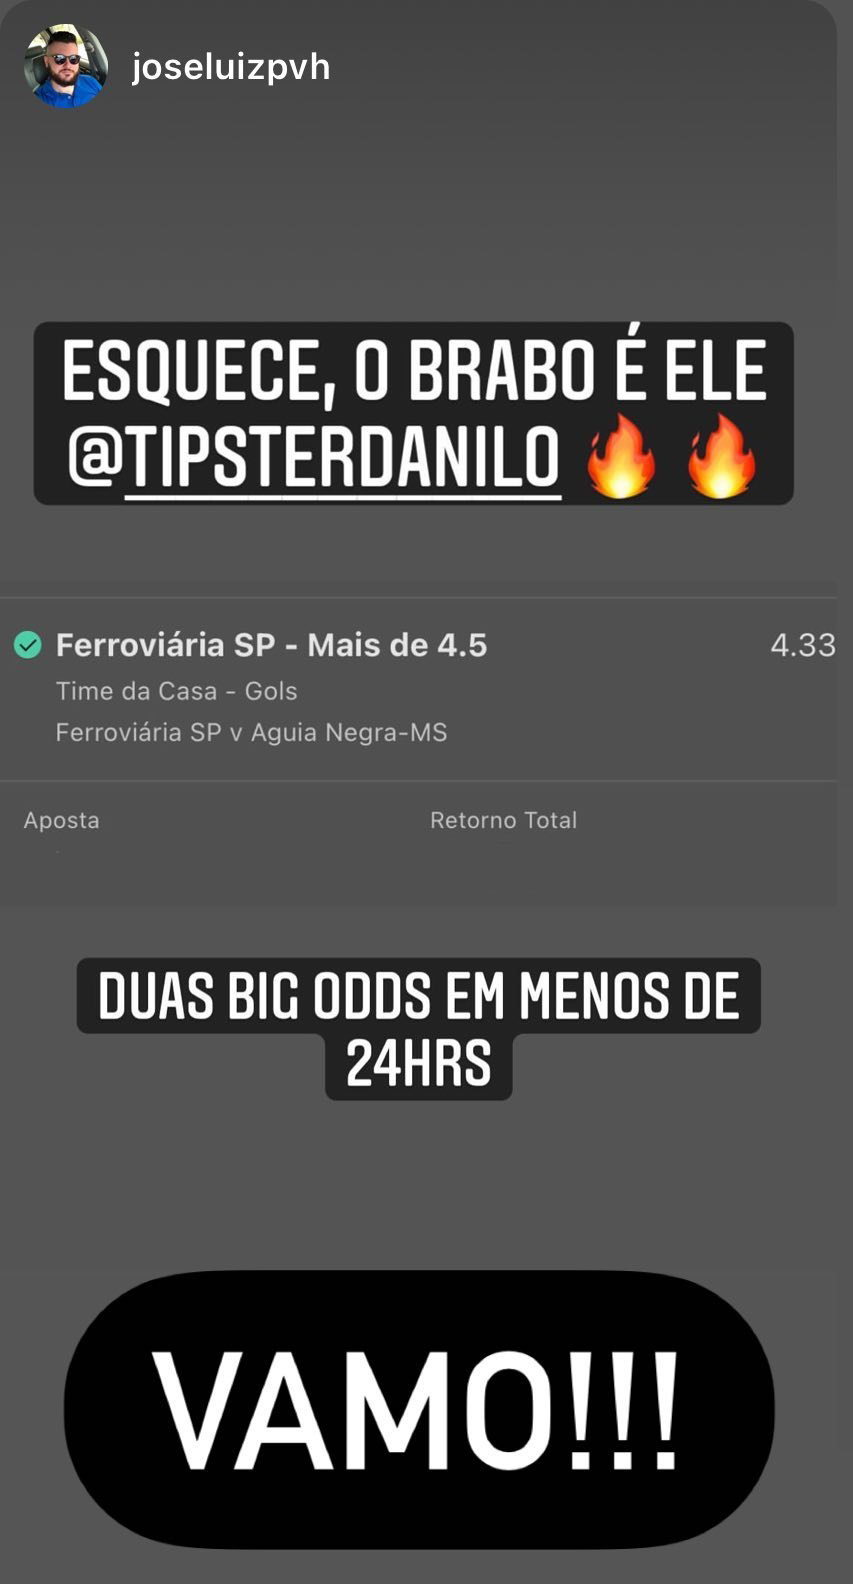 joseluizpvh
ESQUECE, O BRABO É ELE
@TIPSTERDANILO 🔥 🔥
Ferroviária SP - Mais de 4.5 4.33
Time da Casa - Gols
Ferroviária SP v Aguia Negra-MS
Aposta Retorno Total
DUAS BIG ODDS EM MENOS DE
24HRS
VAMO!!!